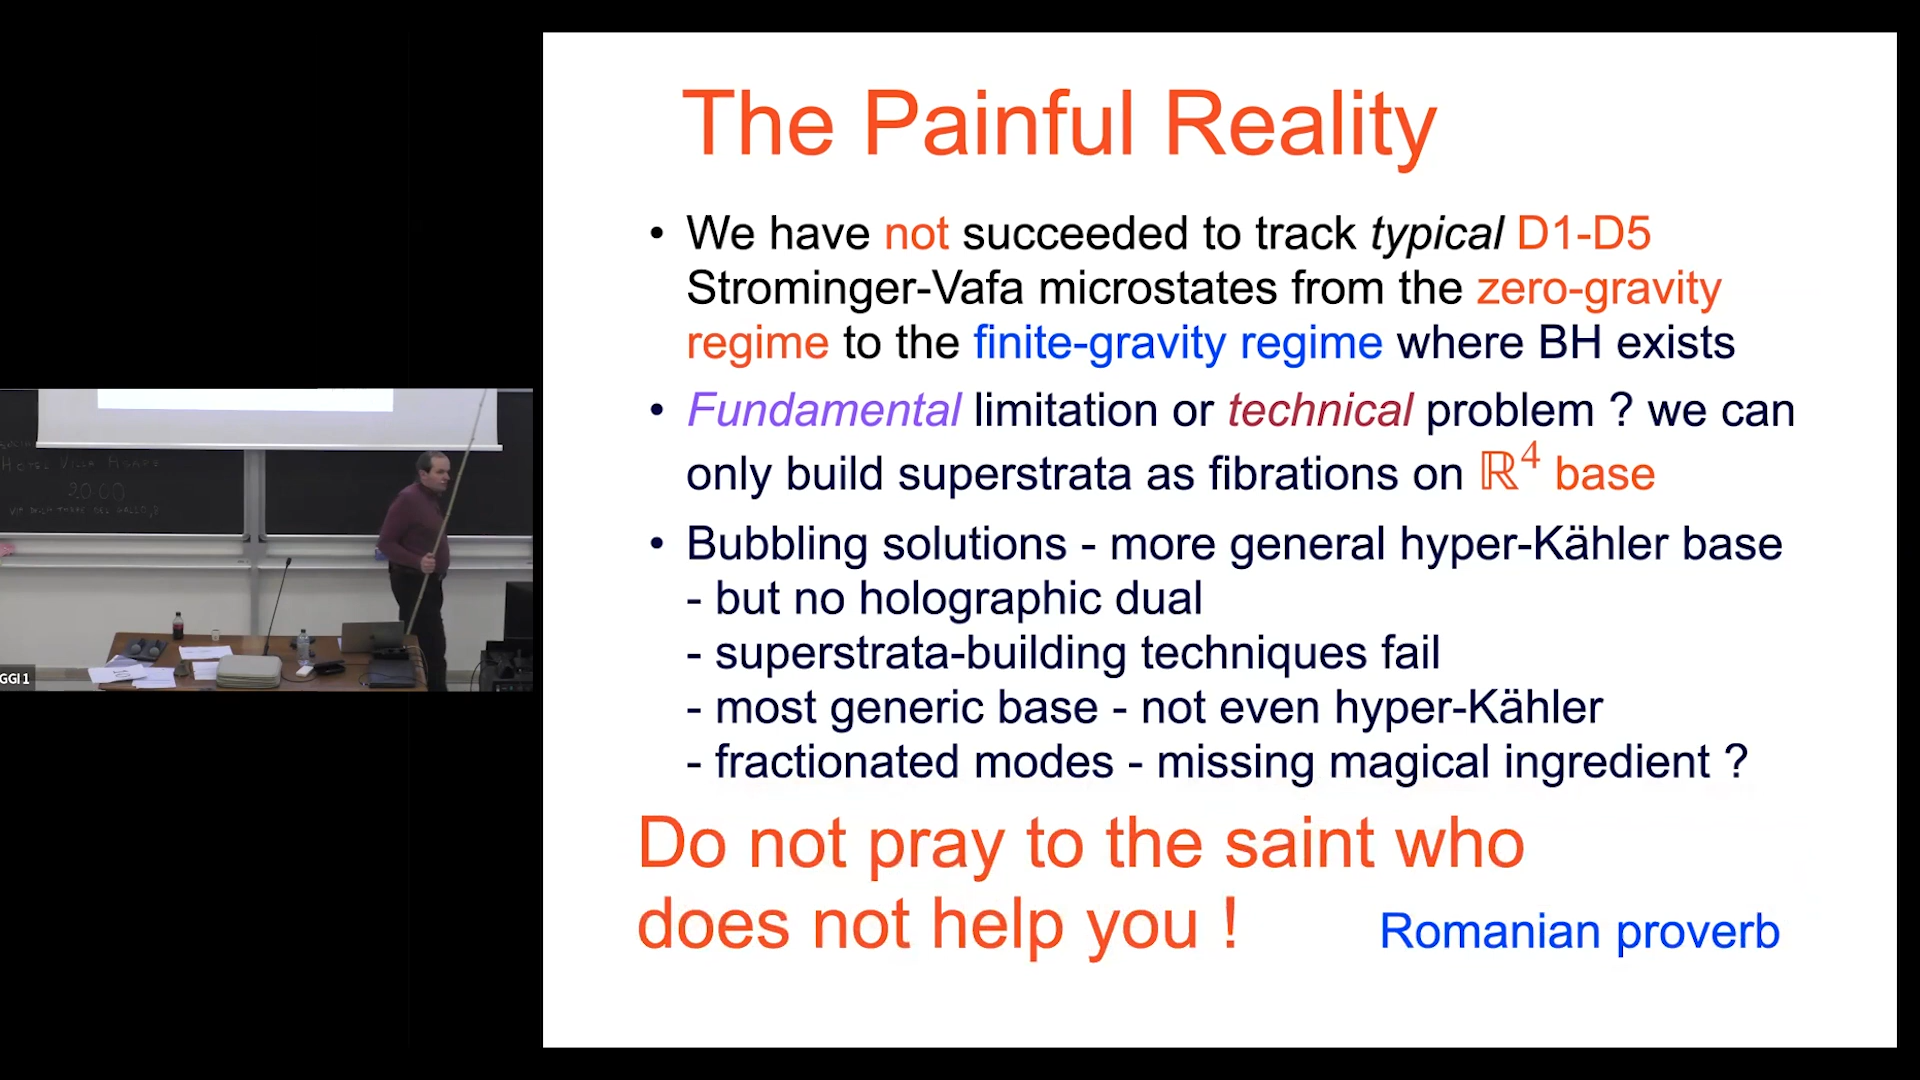 The Painful Reality
• We have not succeeded to track typical D1-D5
Strominger-Vafa microstates from the zero-gravity
regime to the finite-gravity regime where BH exists
• Fundamental limitation or technical problem ? we can
only build superstrata as fibrations on ℝ⁴ base
• Bubbling solutions - more general hyper-Kähler base
- but no holographic dual
- superstrata-building techniques fail
- most generic base - not even hyper-Kähler
- fractionated modes - missing magical ingredient ?
Do not pray to the saint who
does not help you !
Romanian proverb
HOTEL VILLA
2000
GGI 1